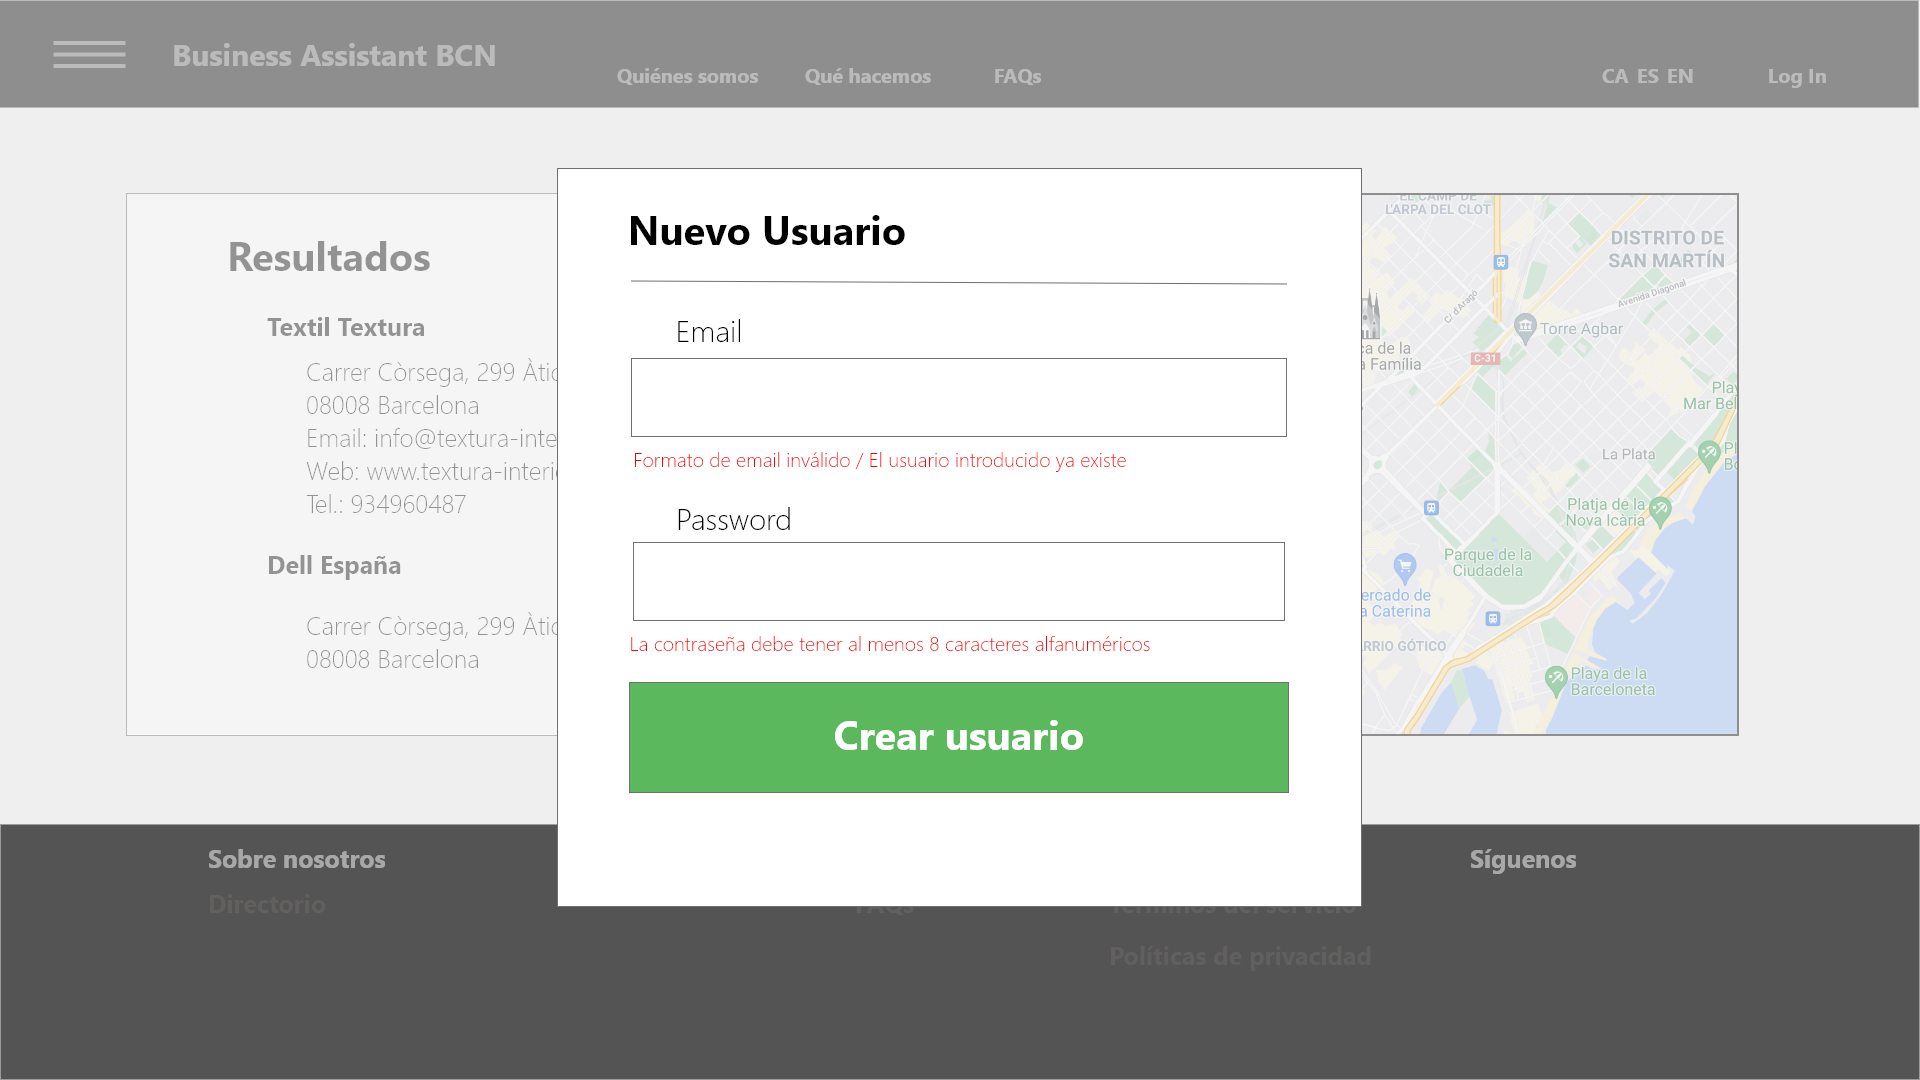 Business Assistant BCN
Quiénes somos
Qué hacemos
FAQs
CA ES EN
Log In
Resultados
Textil Textura
Carrer Còrsega, 299
08008 Barcelona
Email: info@textura-inte
Web: www.textura-interi
Tel.: 934960487
Dell España
Carrer Còrsega, 299
08008 Barcelona
Nuevo Usuario
Email
Formato de email inválido / El usuario introducido ya existe
Password
La contraseña debe tener al menos 8 caracteres alfanuméricos
Crear usuario
EL CAMP DE
L'ARPA DEL CLOT
DISTRITO DE
SAN MARTÍN
Avenida Diagonal
C/ d'Aragó
Torre Agbar
ca de la
Família
C-31
Mar Bel
La Plata
Platja de la
Nova Icària
Parque de la
Ciudadela
ercado de
a Caterina
RRIO GÓTICO
Playa de la
Barceloneta
Sobre nosotros
Directorio
FAQs
Términos del servicio
Políticas de privacidad
Síguenos